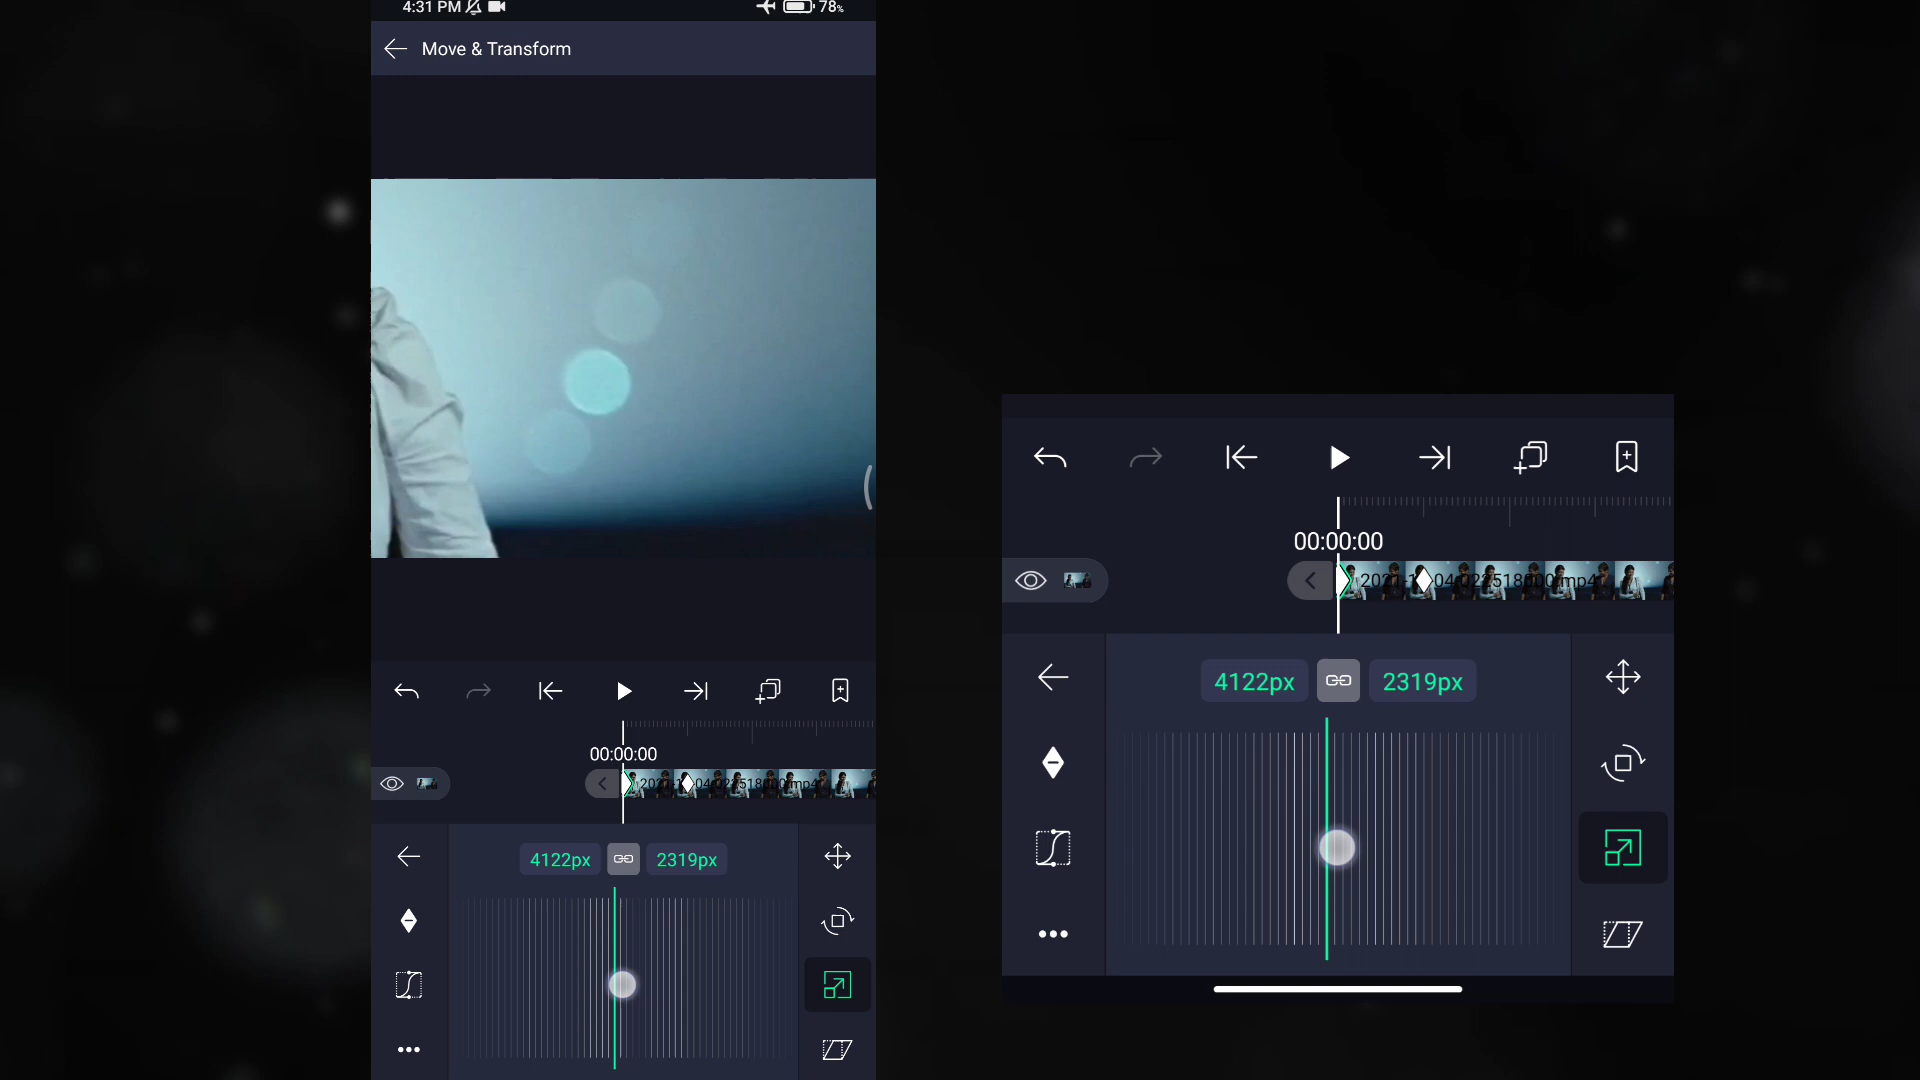 4:31 PM
78%
Move & Transform
00:00:00
4122px
2319px
00:00:00
4122px
2319px